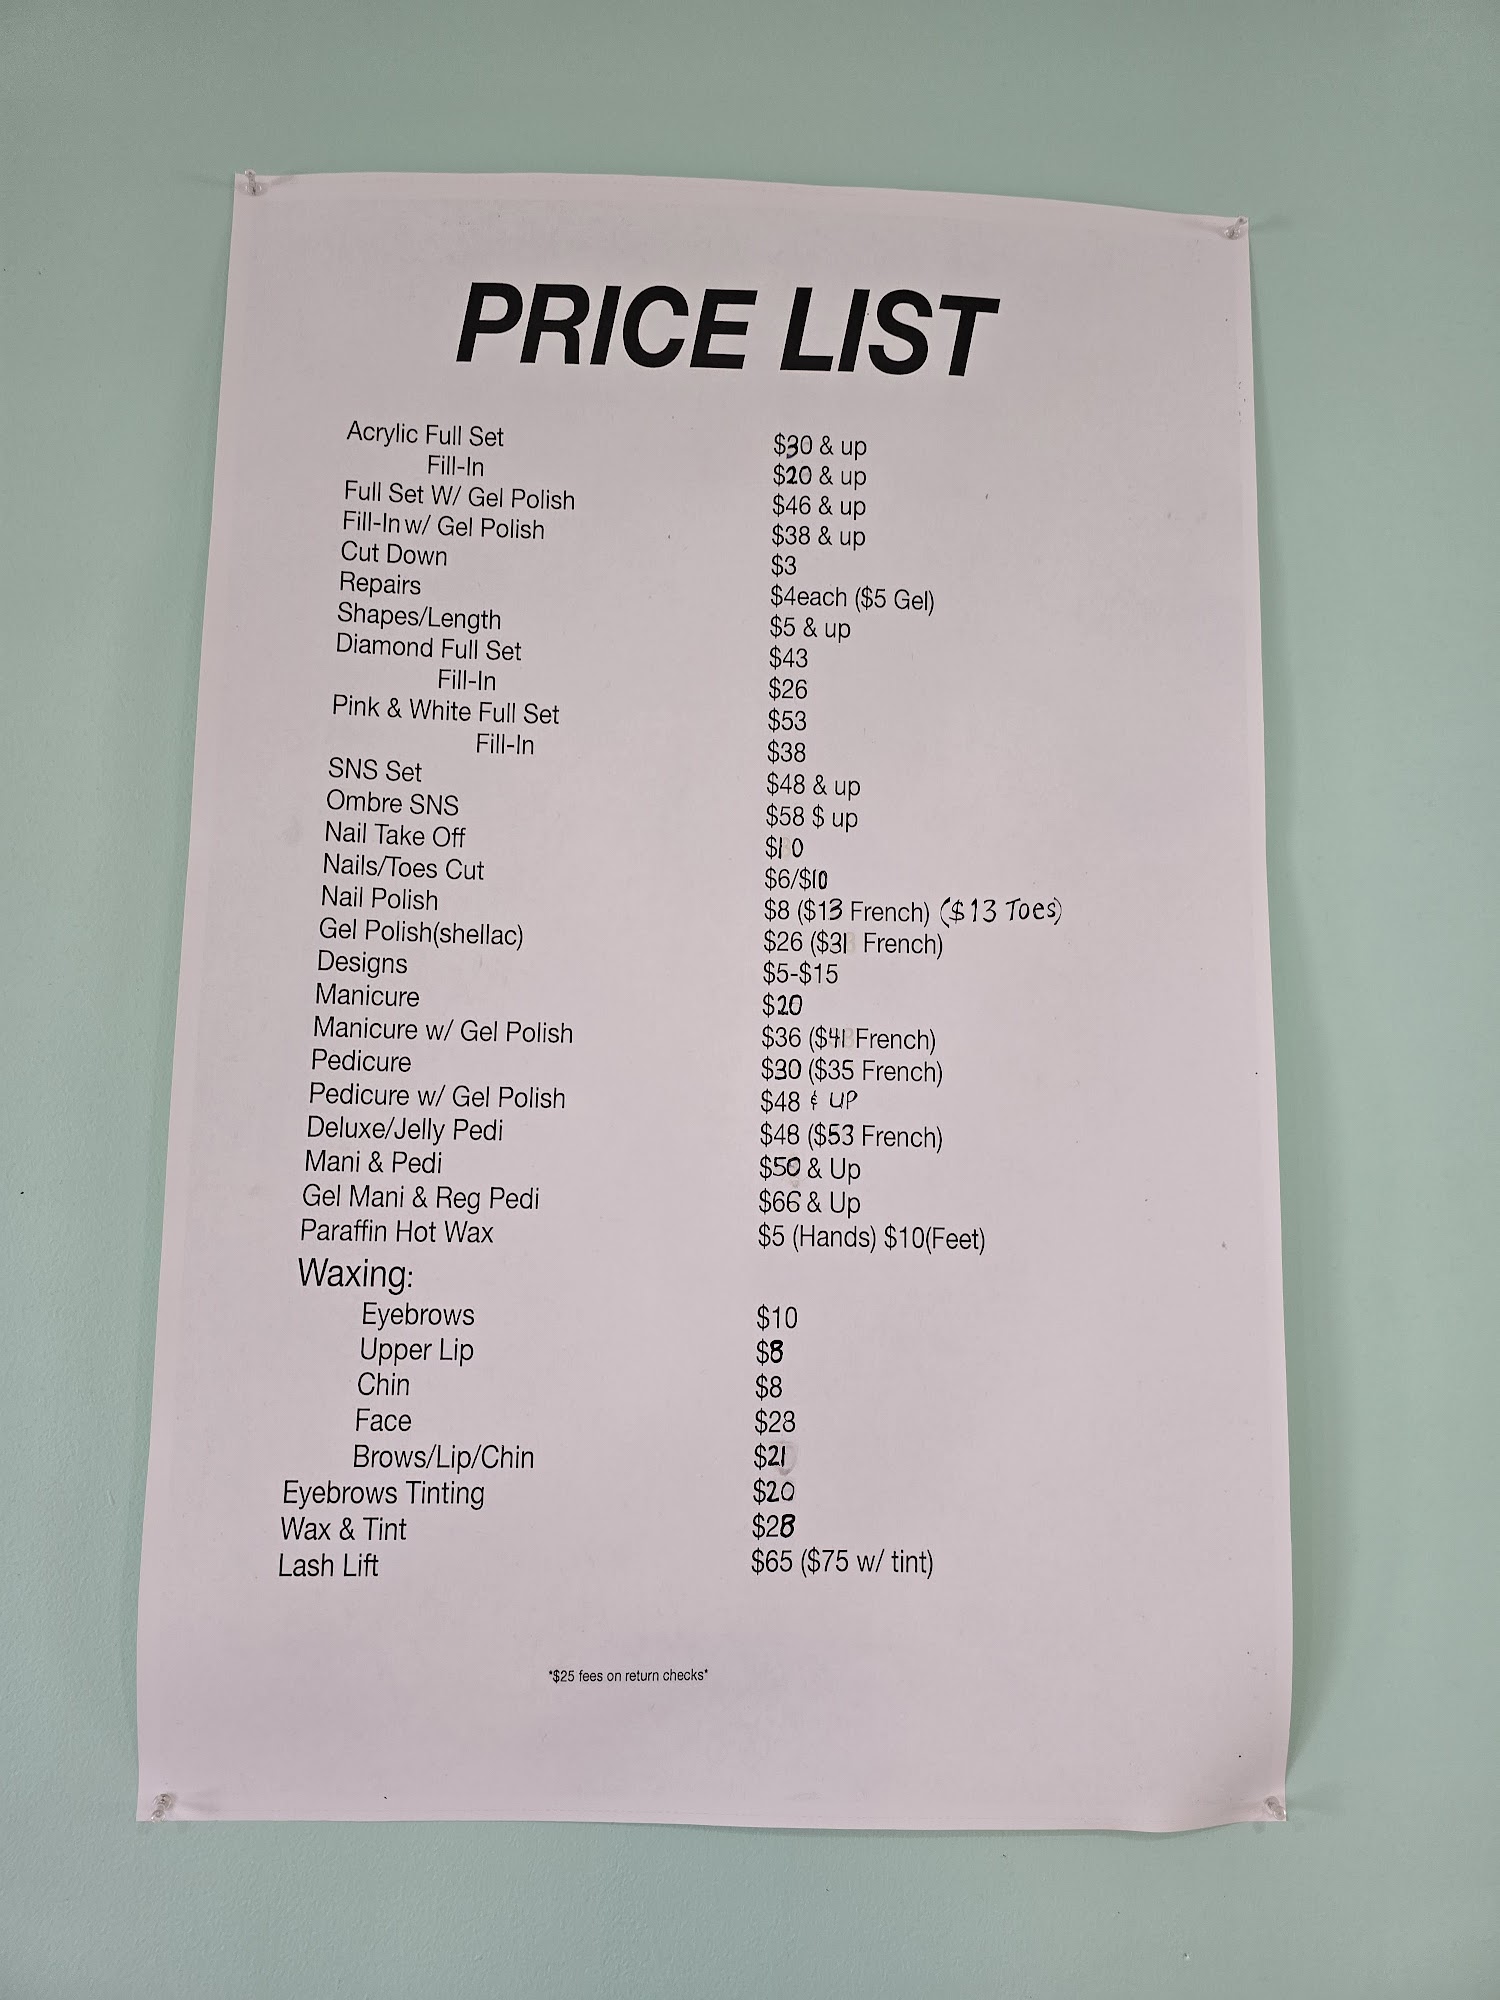 PRICE LIST
Acrylic Full Set $30 & up
Fill-In $20 & up
Full Set W/ Gel Polish $46 & up
Fill-In w/ Gel Polish $38 & up
Cut Down $3
Repairs $4each ($5 Gel)
Shapes/Length $5 & up
Diamond Full Set $43
Fill-In $26
Pink & White Full Set $53
Fill-In $38
SNS Set $48 & up
Ombre SNS $58 $ up
Nail Take Off $10
Nails/Toes Cut $6/$10
Nail Polish $8 ($13 French) ($13 Toes)
Gel Polish(shellac) $26 ($31 French)
Designs $5-$15
Manicure $20
Manicure w/ Gel Polish $36 ($41 French)
Pedicure $30 ($35 French)
Pedicure w/ Gel Polish $48 & UP
Deluxe/Jelly Pedi $48 ($53 French)
Mani & Pedi $50 & Up
Gel Mani & Reg Pedi $66 & Up
Paraffin Hot Wax $5 (Hands) $10(Feet)
Waxing:
Eyebrows $10
Upper Lip $8
Chin $8
Face $28
Brows/Lip/Chin $21
Eyebrows Tinting $20
Wax & Tint $28
Lash Lift $65 ($75 w/ tint)
*$25 fees on return checks*